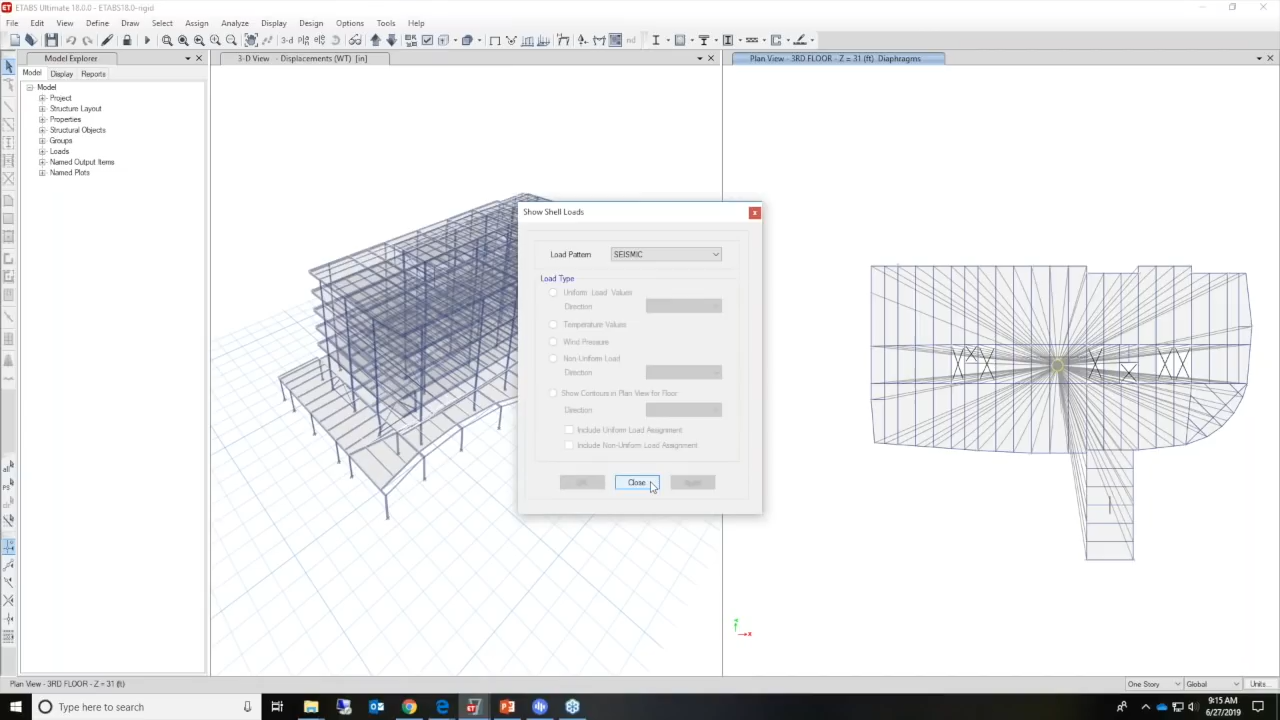 ETABS Ultimate 18.0.0 - ETABS18.0-rigid
File Edit View Define Draw Select Assign Analyze Display Design Options Tools Help
Model Explorer
3-D View - Displacements (WT) [in]
Plan View - 3RD FLOOR - Z = 31 (ft) Diaphragms
Model Display Reports
Model
Project
Structure Layout
Properties
Structural Objects
Groups
Loads
Named Output Items
Named Plots
Show Shell Loads
Load Pattern SEISMIC
Load Type
Uniform Load Values
Direction
Temperature Values
Wind Pressure
Non-Uniform Load
Direction
Show Contours in Plan View for Floor
Direction
Include Uniform Load Assignment
Include Non-Uniform Load Assignment
Close
Plan View - 3RD FLOOR - Z = 31 (ft)
One Story Global Units...
Type here to search
9:15 AM
6/27/2019